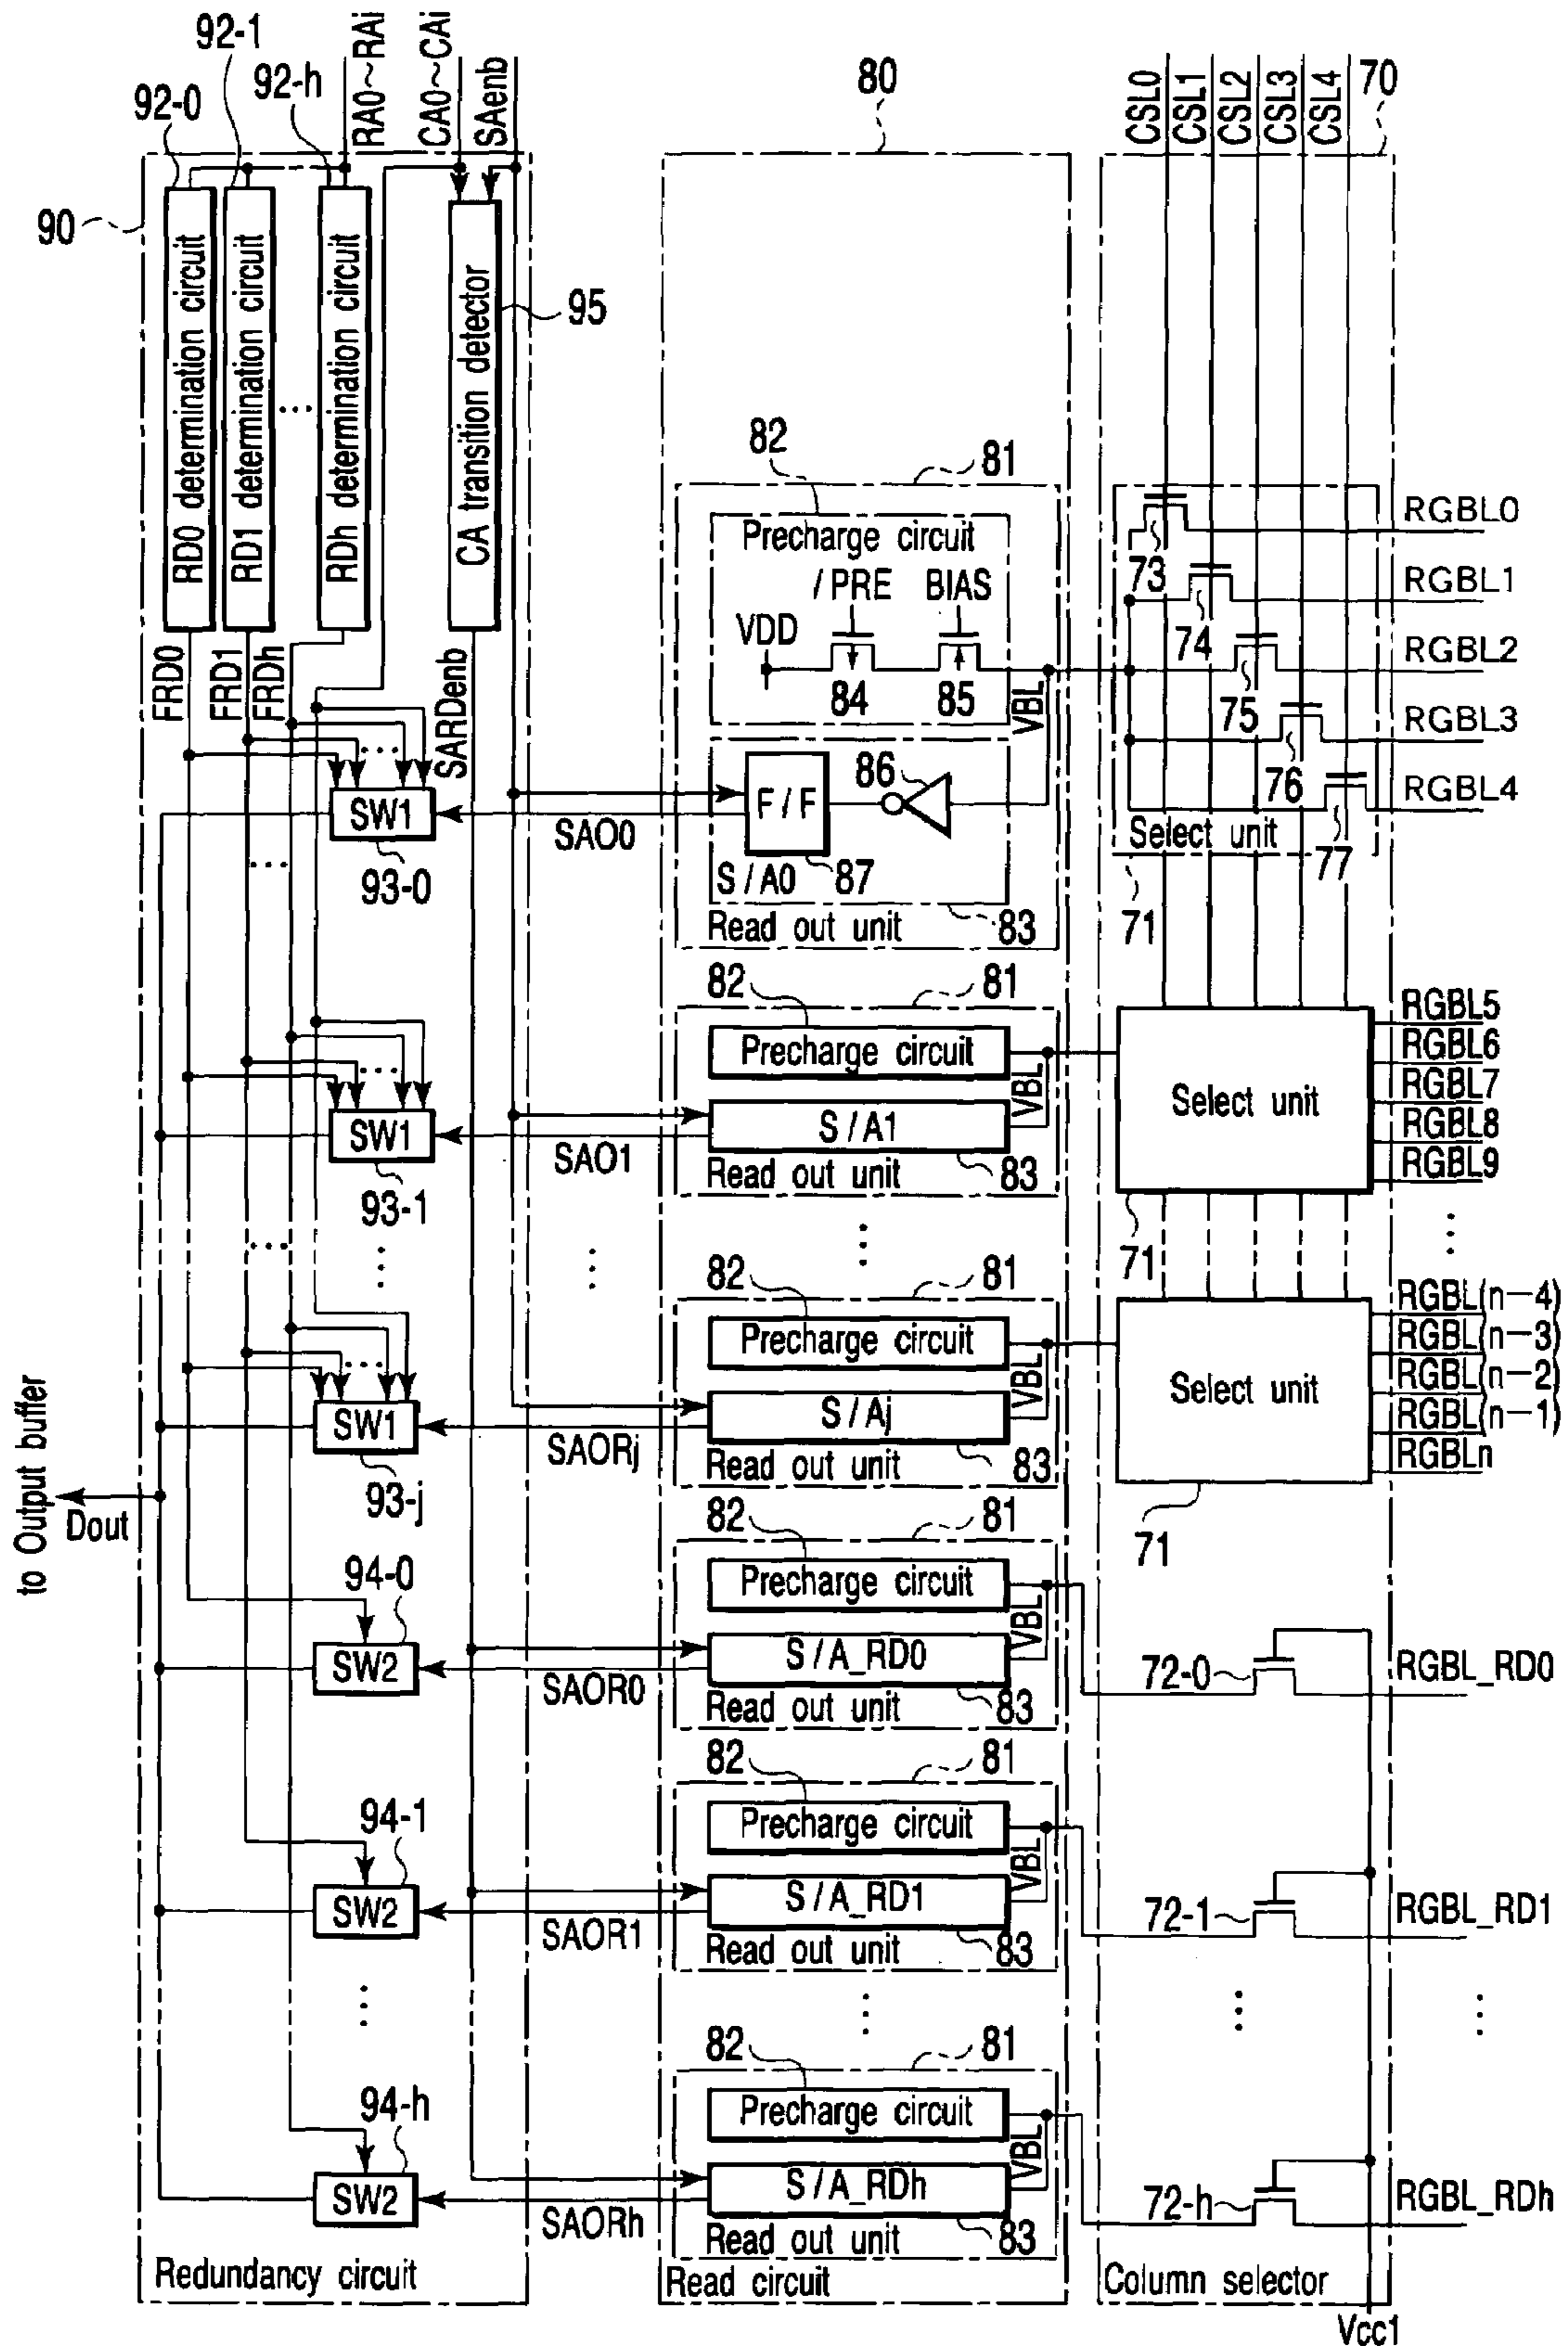 92-1
92-0
92-h
RA0~RAi
CA0~CAi
SAenb
80
CSL0
CSL1
CSL2
CSL3
CSL4
70
90
RD0 determination circuit
RD1 determination circuit
...
RDh determination circuit
CA transition detector
95
82
81
Precharge circuit
/PRE
BIAS
VDD
84
85
VBL
73
74
75
76
77
RGBL0
RGBL1
RGBL2
RGBL3
RGBL4
Select unit
71
FRD0
FRD1
FRDh
SARDenb
...
SW1
93-0
SAO0
F/F
86
87
S/A0
83
Read out unit
...
82
81
Precharge circuit
VBL
S/A1
Read out unit
83
Select unit
71
RGBL5
RGBL6
RGBL7
RGBL8
RGBL9
...
SW1
93-1
SAO1
...
82
81
Precharge circuit
VBL
S/Aj
Read out unit
83
Select unit
71
RGBL(n-4)
RGBL(n-3)
RGBL(n-2)
RGBL(n-1)
RGBLn
...
SW1
93-j
SAORj
to Output buffer
Dout
82
81
Precharge circuit
VBL
S/A_RD0
Read out unit
83
94-0
SW2
SAOR0
72-0
RGBL_RD0
82
81
Precharge circuit
VBL
S/A_RD1
Read out unit
83
94-1
SW2
SAOR1
72-1
RGBL_RD1
...
82
81
Precharge circuit
VBL
S/A_RDh
Read out unit
83
94-h
SW2
SAORh
72-h
RGBL_RDh
Redundancy circuit
Read circuit
Column selector
Vcc1